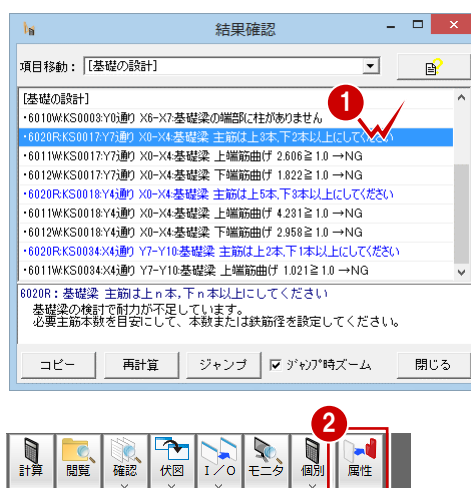 結果確認
項目移動： [基礎の設計]
[基礎の設計]
・6010W:KS0003:Y0通り X6-X7:基礎梁の端部に柱がありません
・6020R:KS0017:Y7通り X0-X4:基礎梁 主筋は上3本,下2本以上にしてください
・6011W:KS0017:Y7通り X0-X4:基礎梁 上端筋曲げ 2.606≧1.0 →NG
・6012W:KS0017:Y7通り X0-X4:基礎梁 下端筋曲げ 1.822≧1.0 →NG
・6020R:KS0018:Y4通り X0-X4:基礎梁 主筋は上5本,下3本以上にしてください
・6011W:KS0018:Y4通り X0-X4:基礎梁 上端筋曲げ 4.231≧1.0 →NG
・6012W:KS0018:Y4通り X0-X4:基礎梁 下端筋曲げ 2.958≧1.0 →NG
・6020R:KS0034:X4通り Y7-Y10:基礎梁 主筋は上2本,下1本以上にしてください
・6011W:KS0034:X4通り Y7-Y10:基礎梁 上端筋曲げ 1.021≧1.0 →NG
1
6020R：基礎梁 主筋は上ｎ本,下ｎ本以上にしてください
基礎梁の検討で耐力が不足しています。
必要主筋本数を目安にして、本数または鉄筋径を設定してください。
コピー 再計算 ジャンプ ジャンプ時ズーム 閉じる
2
計算 閲覧 確認 伏図 Ｉ／Ｏ モニタ 個別 属性